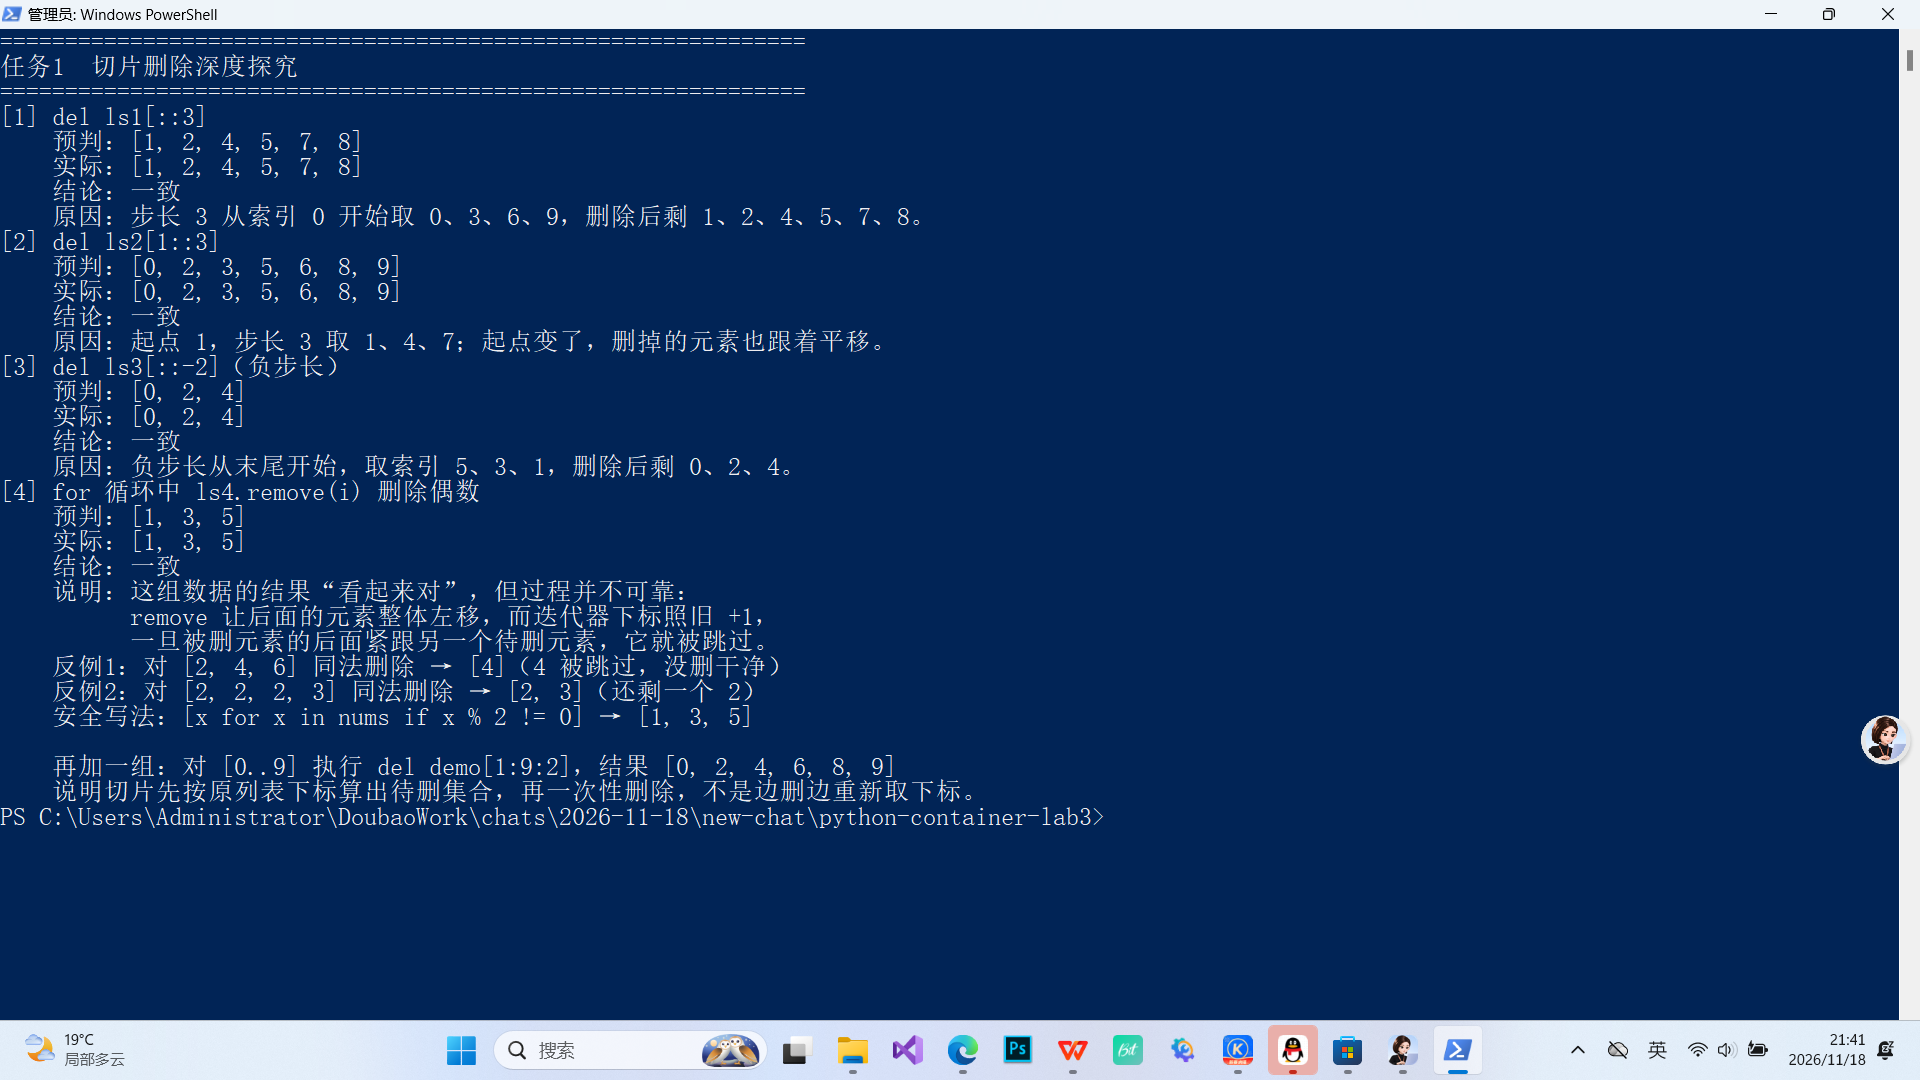 管理员: Windows PowerShell
==============================================================
任务1  切片删除深度探究
==============================================================
[1] del ls1[::3]
    预判: [1, 2, 4, 5, 7, 8]
    实际: [1, 2, 4, 5, 7, 8]
    结论: 一致
    原因: 步长 3 从索引 0 开始取 0、3、6、9, 删除后剩 1、2、4、5、7、8。
[2] del ls2[1::3]
    预判: [0, 2, 3, 5, 6, 8, 9]
    实际: [0, 2, 3, 5, 6, 8, 9]
    结论: 一致
    原因: 起点 1, 步长 3 取 1、4、7; 起点变了, 删掉的元素也跟着平移。
[3] del ls3[::-2]（负步长）
    预判: [0, 2, 4]
    实际: [0, 2, 4]
    结论: 一致
    原因: 负步长从末尾开始, 取索引 5、3、1, 删除后剩 0、2、4。
[4] for 循环中 ls4.remove(i) 删除偶数
    预判: [1, 3, 5]
    实际: [1, 3, 5]
    结论: 一致
    说明: 这组数据的结果“看起来对”, 但过程并不可靠:
          remove 让后面的元素整体左移, 而迭代器下标照旧 +1,
          一旦被删元素的后面紧跟另一个待删元素, 它就被跳过。
    反例1: 对 [2, 4, 6] 同法删除 → [4]（4 被跳过, 没删干净）
    反例2: 对 [2, 2, 2, 3] 同法删除 → [2, 3]（还剩一个 2）
    安全写法: [x for x in nums if x % 2 != 0] → [1, 3, 5]
    再加一组: 对 [0..9] 执行 del demo[1:9:2], 结果 [0, 2, 4, 6, 8, 9]
    说明切片先按原列表下标算出待删集合, 再一次性删除, 不是边删边重新取下标。
PS C:\Users\Administrator\DoubaoWork\chats\2026-11-18\new-chat\python-container-lab3>
19°C
局部多云
搜索
Ps
Bit
K
英
21:41
2026/11/18